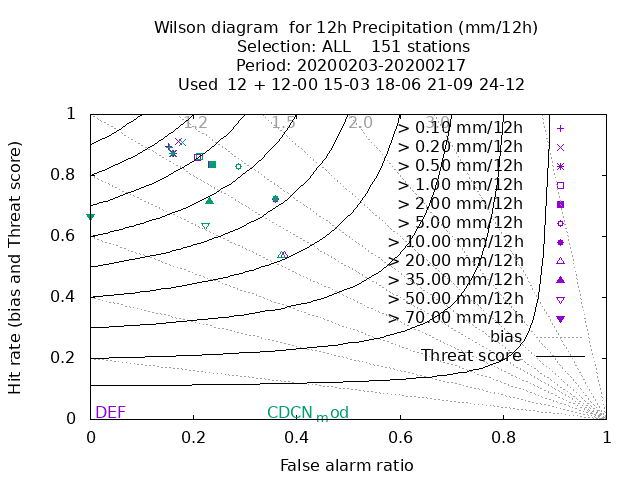 Wilson diagram  for 12h Precipitation (mm/12h)
Selection: ALL    151 stations
Period: 20200203-20200217
Used  12 + 12-00 15-03 18-06 21-09 24-12
Hit rate (bias and Threat score)
1
0.8
0.6
0.4
0.2
0
1.2
1.5
2.0
3.0
> 0.10 mm/12h
> 0.20 mm/12h
> 0.50 mm/12h
> 1.00 mm/12h
> 2.00 mm/12h
> 5.00 mm/12h
> 10.00 mm/12h
> 20.00 mm/12h
> 35.00 mm/12h
> 50.00 mm/12h
> 70.00 mm/12h
bias
Threat score
DEF
CDCNmod
0
0.2
0.4
0.6
0.8
1
False alarm ratio